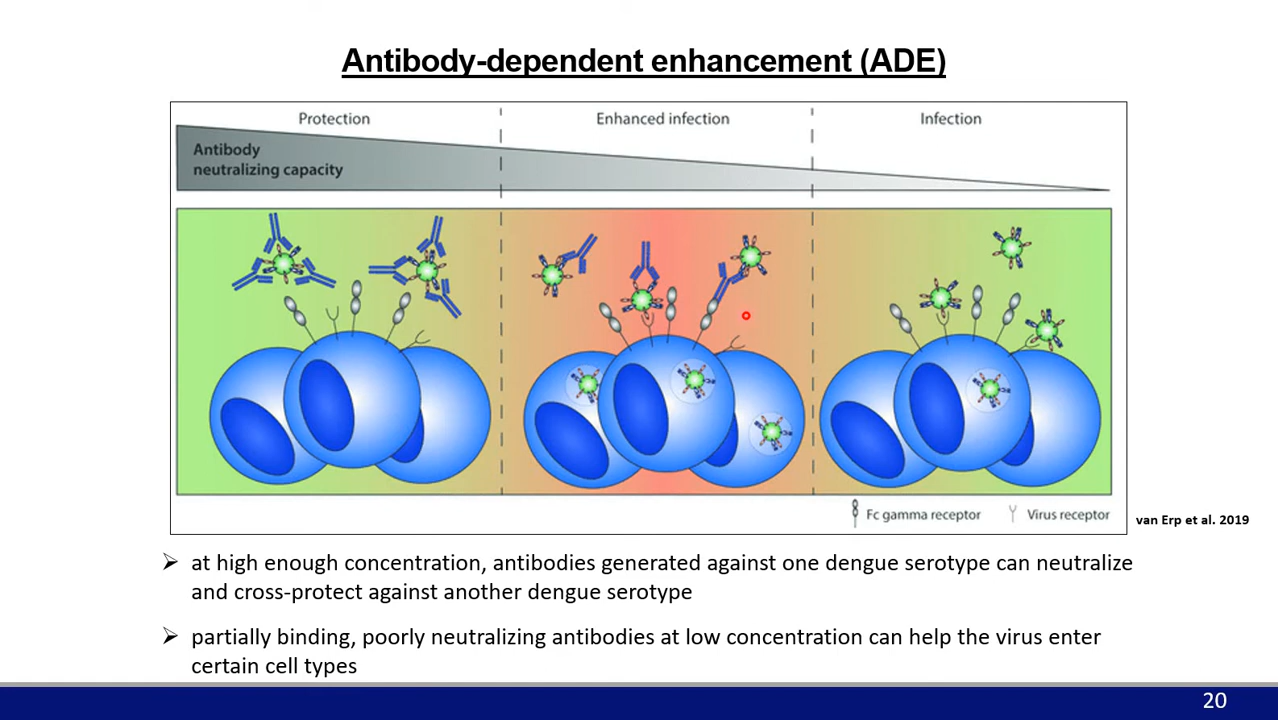 Antibody-dependent enhancement (ADE)
Protection
Enhanced infection
Infection
Antibody
neutralizing capacity
Fc gamma receptor
Virus receptor
van Erp et al. 2019
➢ at high enough concentration, antibodies generated against one dengue serotype can neutralize
and cross-protect against another dengue serotype
➢ partially binding, poorly neutralizing antibodies at low concentration can help the virus enter
certain cell types
20